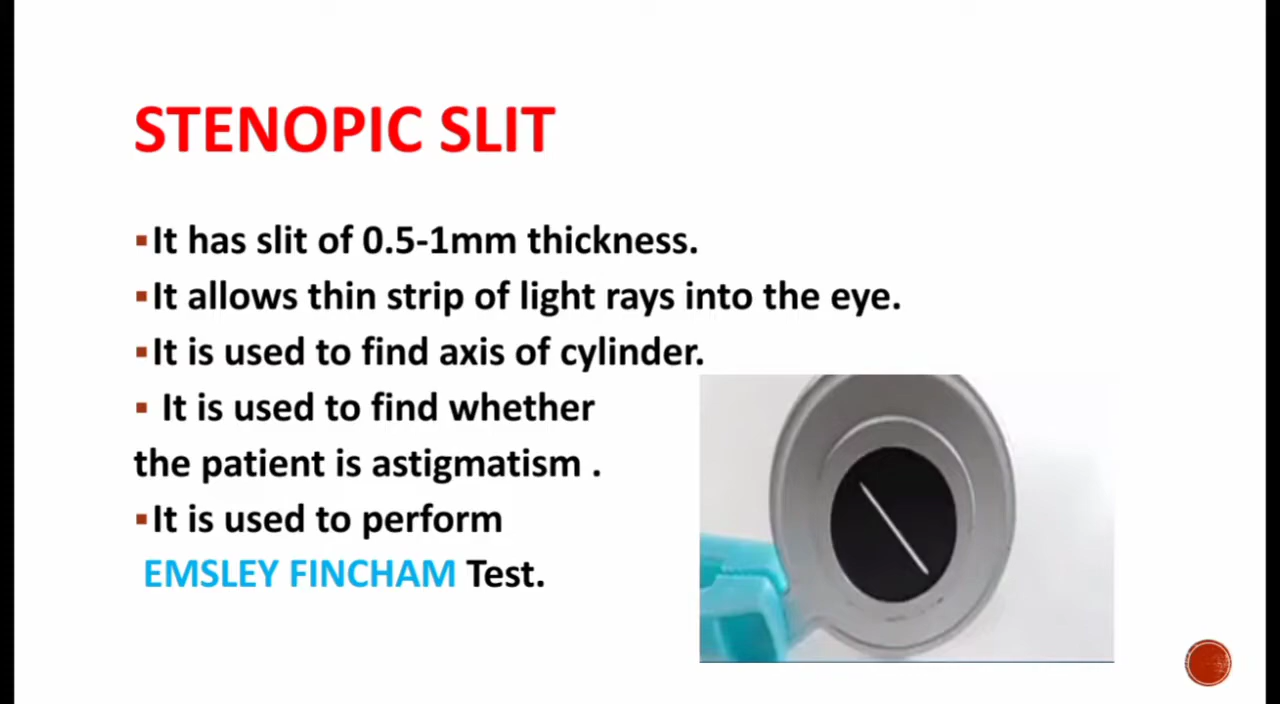 STENOPIC SLIT
▪It has slit of 0.5-1mm thickness.
▪It allows thin strip of light rays into the eye.
▪It is used to find axis of cylinder.
▪ It is used to find whether
the patient is astigmatism .
▪It is used to perform
EMSLEY FINCHAM Test.